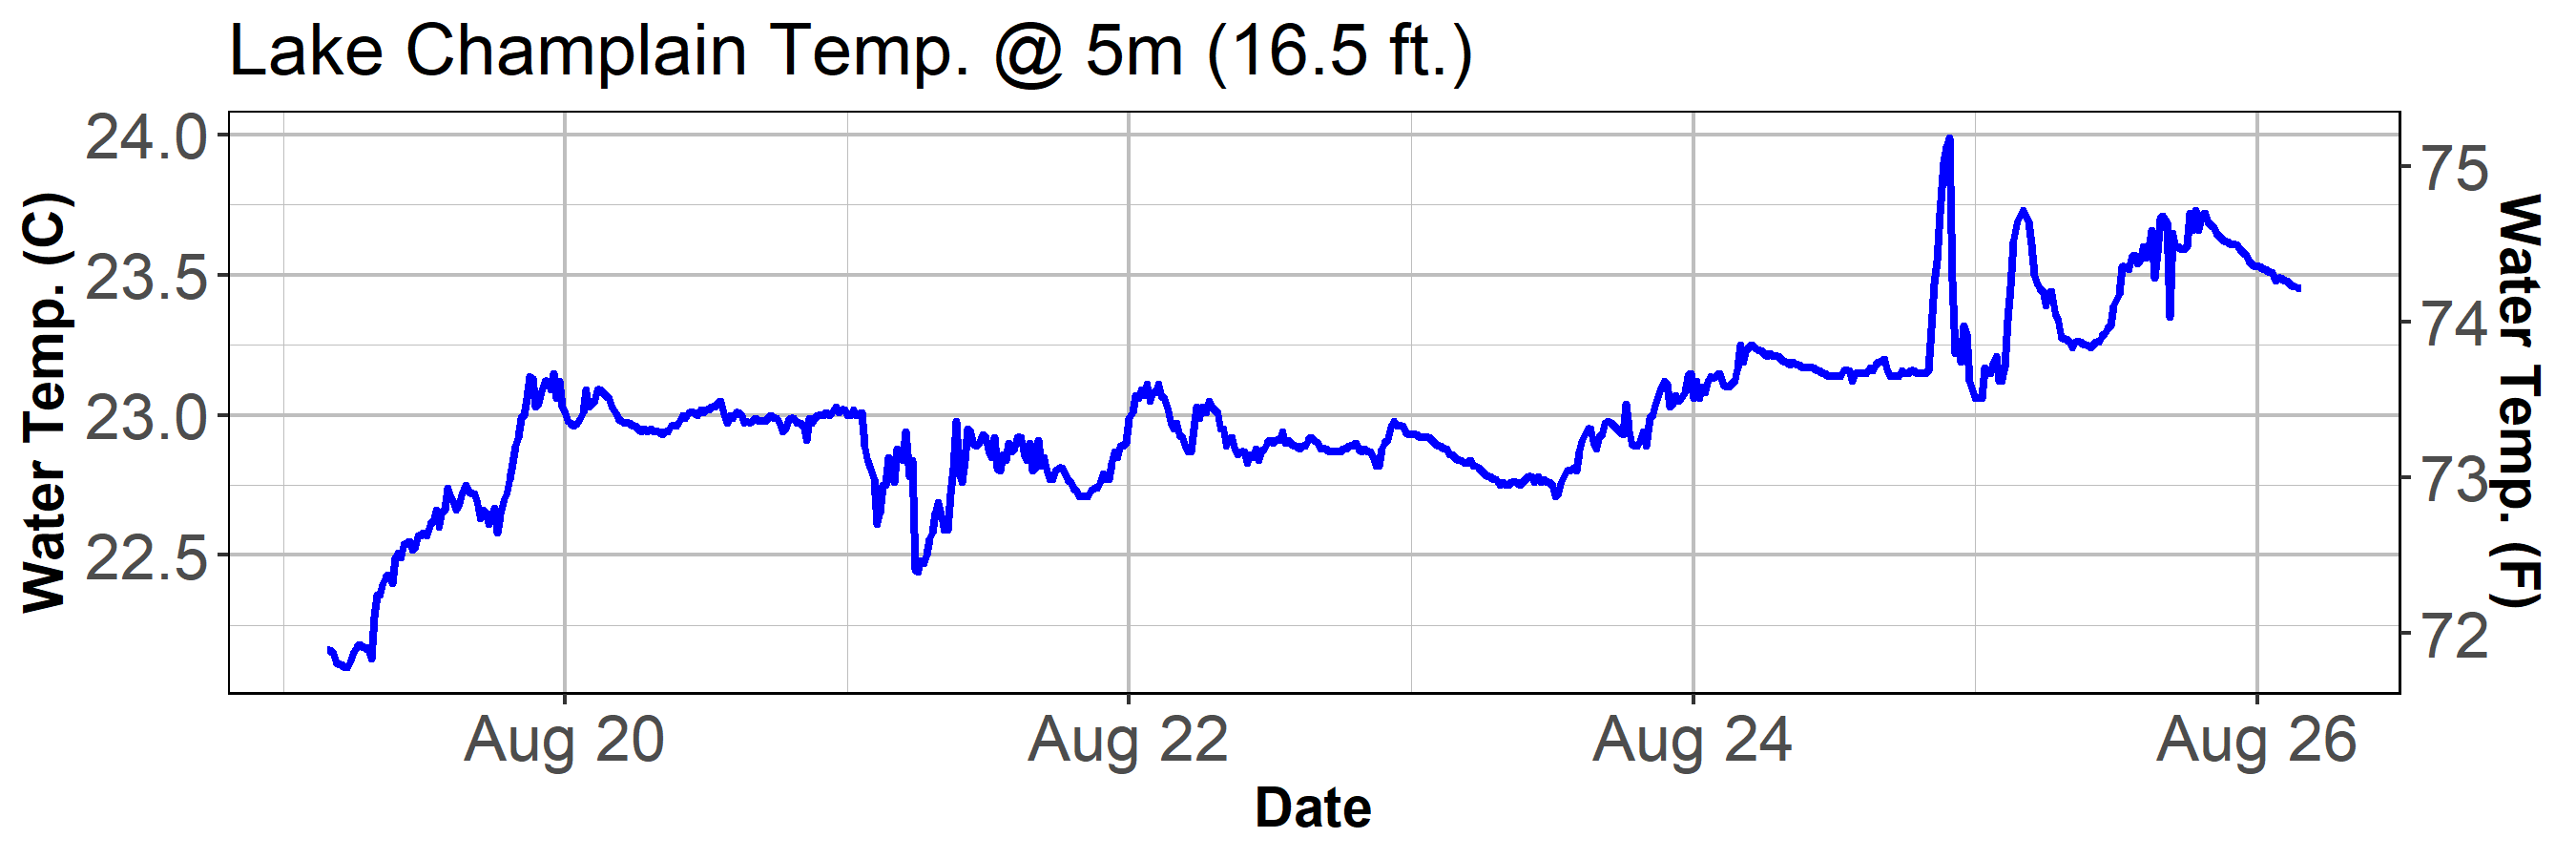 Lake Champlain Temp. @ 5m (16.5 ft.)
Water Temp. (C)
24.0
23.5
23.0
22.5
75
74
73
72
Water Temp. (F)
Aug 20 Aug 22 Aug 24 Aug 26
Date